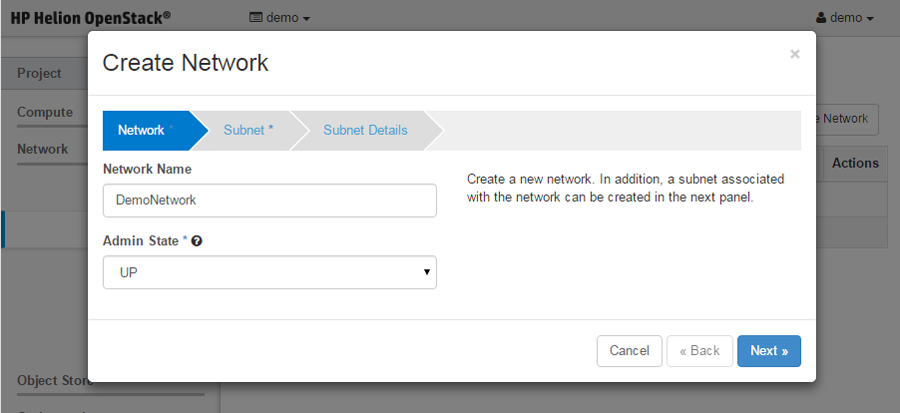 HP Helion OpenStack®
demo
demo
Project
Compute
Network
Object Store
Create Network
×
Network *
Subnet *
Subnet Details
Network Name
DemoNetwork
Create a new network. In addition, a subnet associated
with the network can be created in the next panel.
Admin State *
UP
Cancel
« Back
Next »
e Network
Actions